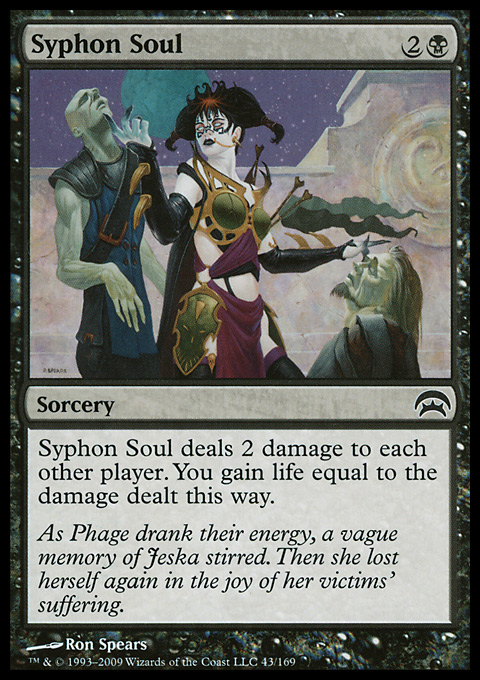 Syphon Soul 2
R.SPEARS
Sorcery
Syphon Soul deals 2 damage to each
other player. You gain life equal to the
damage dealt this way.
As Phage drank their energy, a vague
memory of Jeska stirred. Then she lost
herself again in the joy of her victims’
suffering.
Ron Spears
™ & © 1993–2009 Wizards of the Coast LLC 43/169